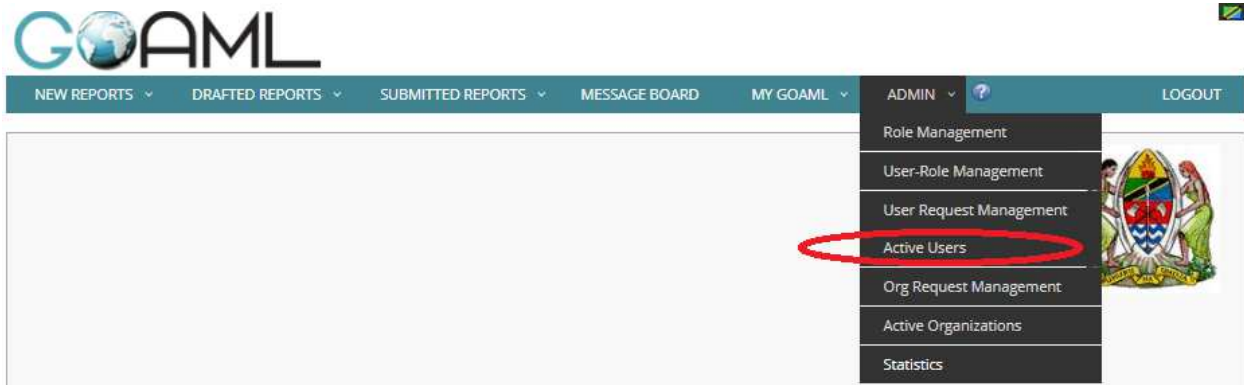 GOAML
NEW REPORTS DRAFTED REPORTS SUBMITTED REPORTS MESSAGE BOARD MY GOAML ADMIN ? LOGOUT
Role Management
User-Role Management
User Request Management
Active Users
Org Request Management
Active Organizations
Statistics